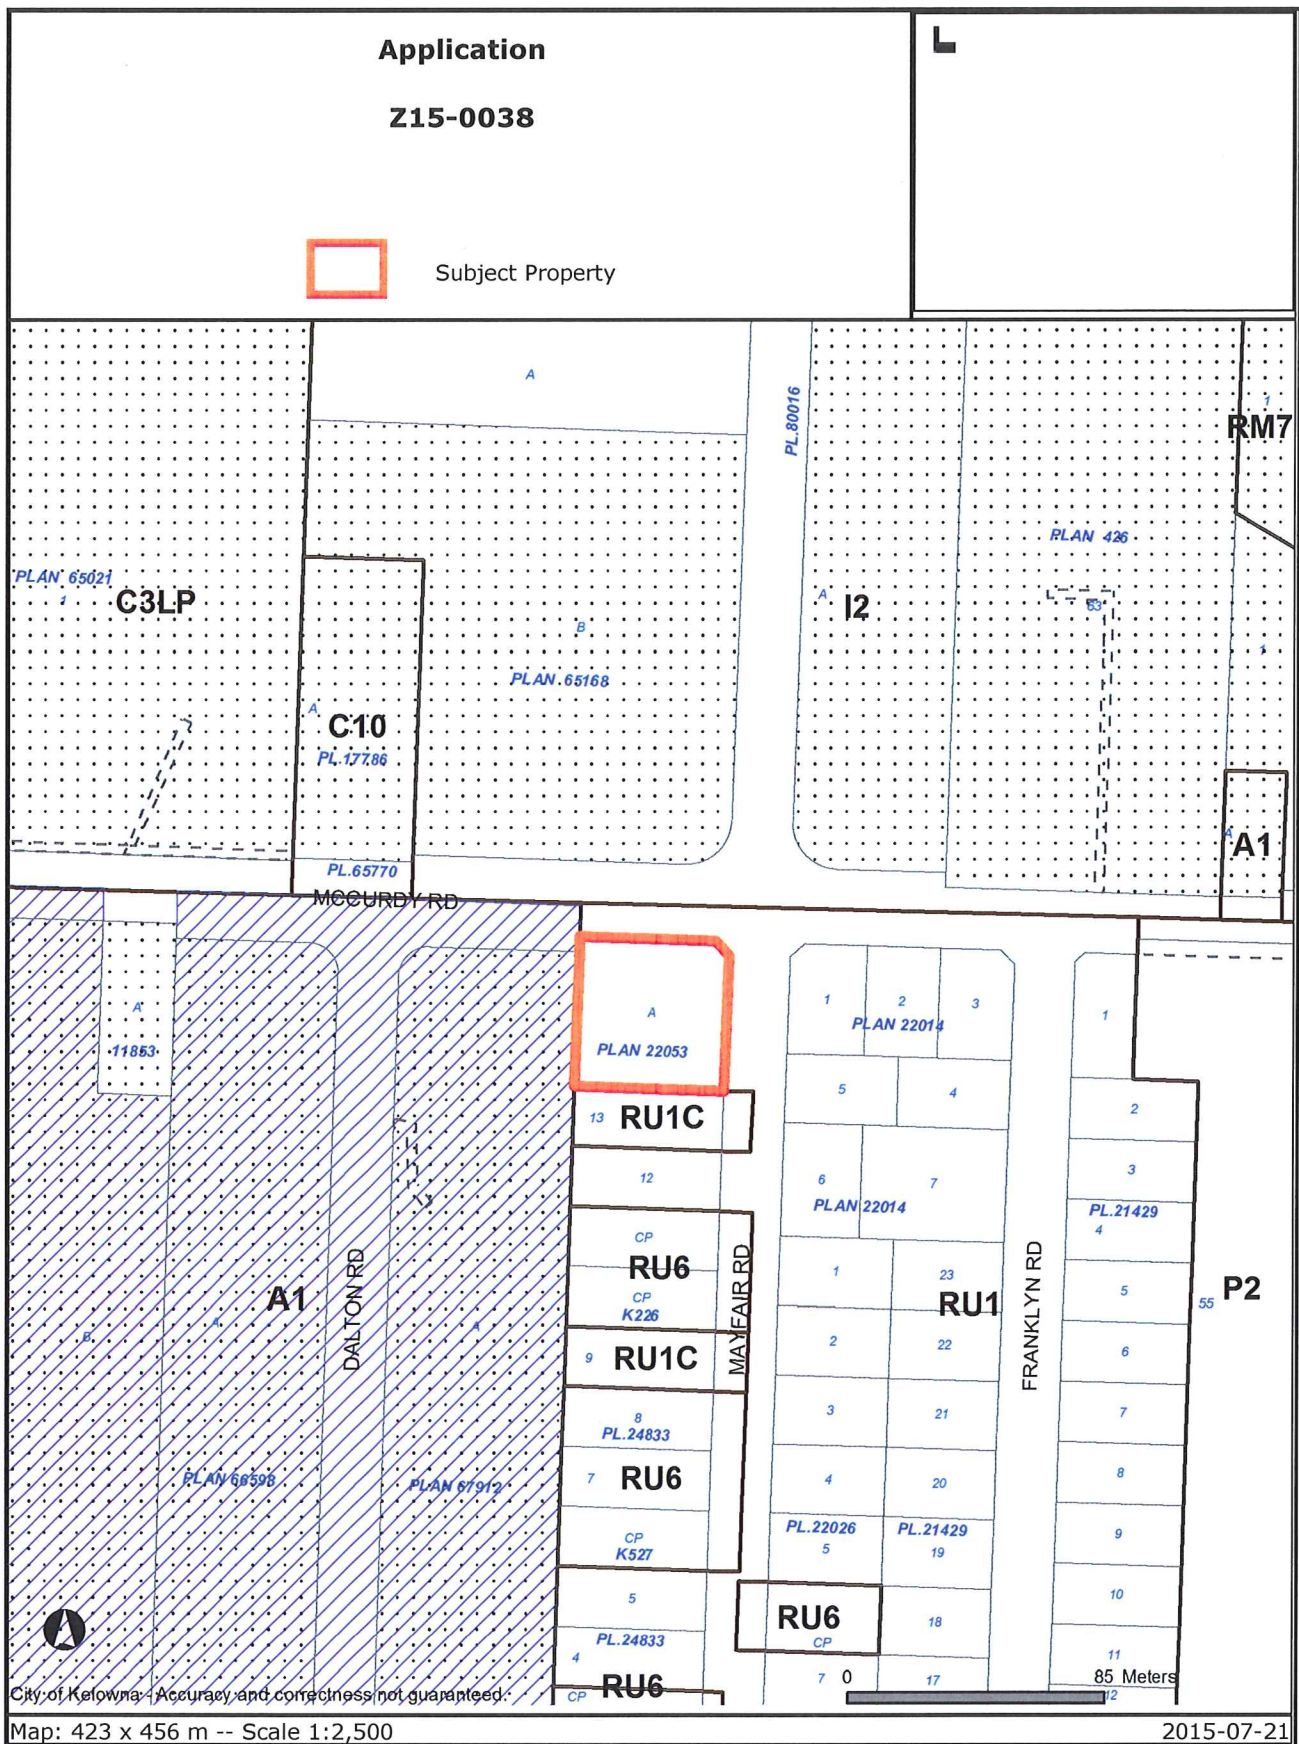 Application
Z15-0038
Subject Property
A
PL.80016
1
RM7
PLAN 426
PLAN 65021
1
C3LP
A
I2
63
B
PLAN 65168
1
A
C10
PL.17786
A
A1
PL.65770
MCCURDY RD
A
11853
A
PLAN 22053
1
2
3
PLAN 22014
1
5
4
2
13
RU1C
12
6
7
PLAN 22014
3
PL.21429
4
CP
RU6
CP
K226
DALTON RD
MAYFAIR RD
FRANKLYN RD
A1
A
B
A
1
23
RU1
5
55
P2
9
RU1C
2
22
6
8
PL.24833
3
21
7
PLAN 66598
PLAN 67912
7
RU6
4
20
8
CP
K527
PL.22026
5
PL.21429
19
9
5
RU6
CP
18
10
PL.24833
4
11
CP
RU6
7
17
12
0
85 Meters
City of Kelowna - Accuracy and correctness not guaranteed.
Map: 423 x 456 m -- Scale 1:2,500
2015-07-21